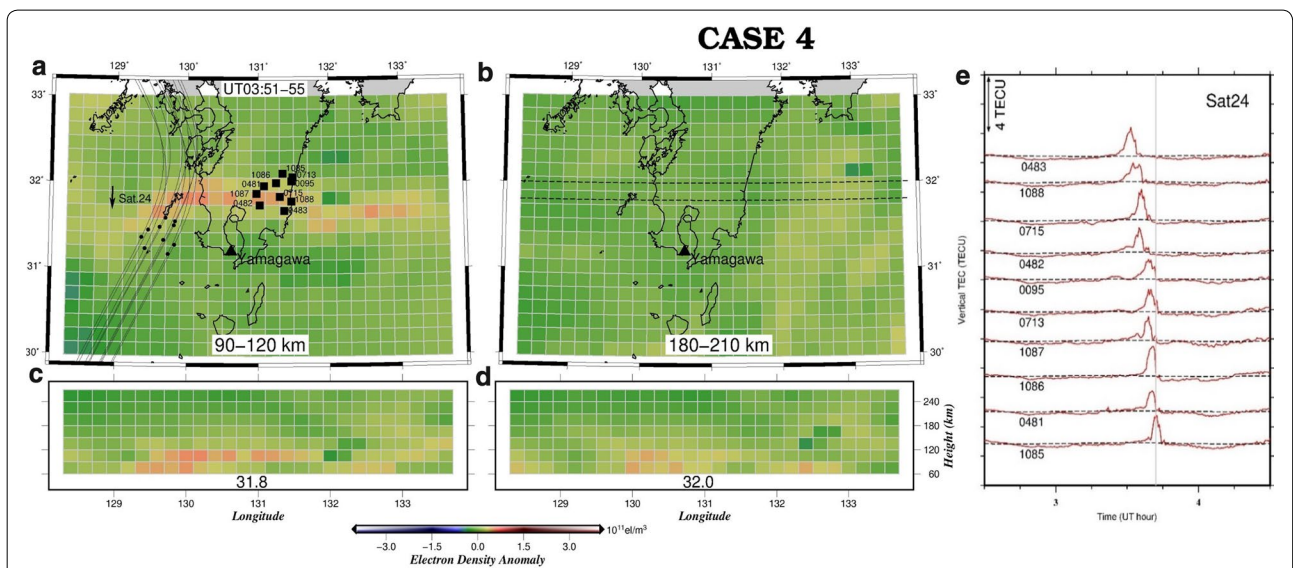 CASE 4
a
129° 130° 131° 132° 133°
UT03:51–55
33°
32°
31°
30°
Sat.24
1085
1086
0713
0481
0095
1087
0715
0482
1088
0483
Yamagawa
90–120 km
b
129° 130° 131° 132° 133°
Yamagawa
180–210 km
c
31.8
129 130 131 132 133
Longitude
d
32.0
129 130 131 132 133
Longitude
240
180
120
60
Height (km)
−3.0 −1.5 0.0 1.5 3.0
10¹¹el/m³
Electron Density Anomaly
e
4 TECU
Sat24
Vertical TEC (TECU)
0483
1088
0715
0482
0095
0713
1087
1086
0481
1085
3 4
Time (UT hour)